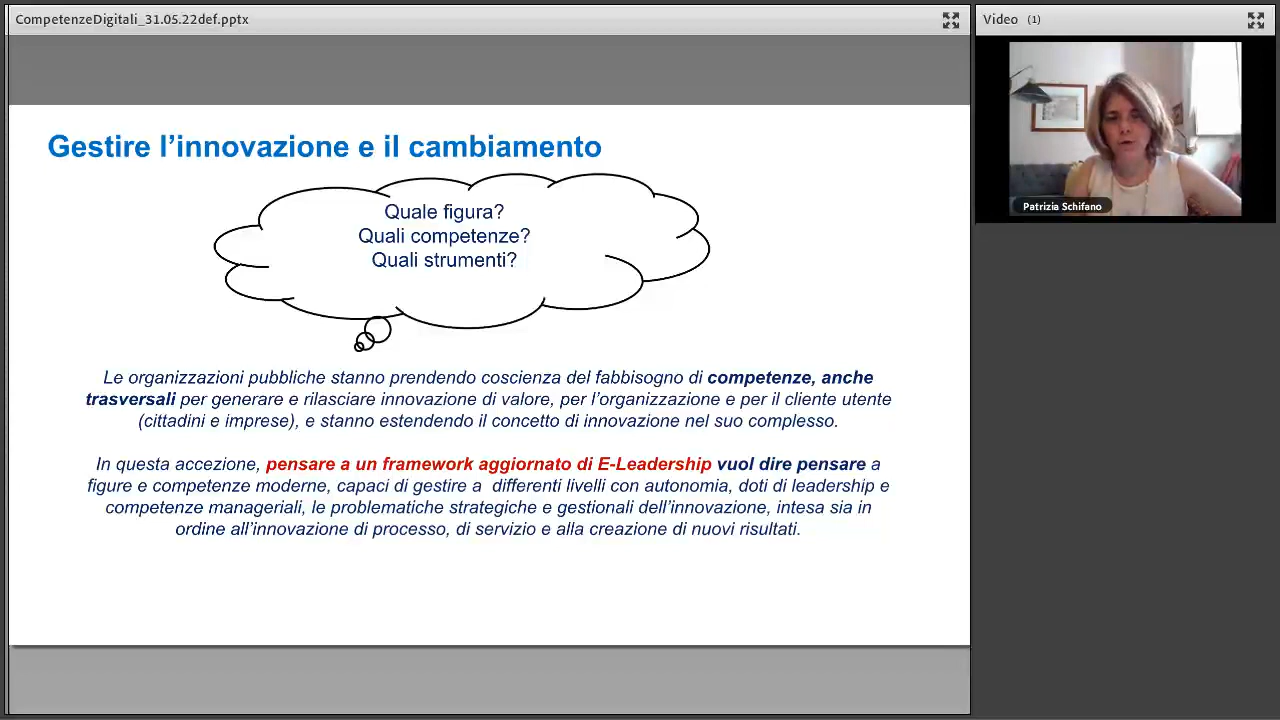 CompetenzeDigitali_31.05.22def.pptx
Video (1)
Patrizia Schifano
Gestire l’innovazione e il cambiamento
Quale figura?
Quali competenze?
Quali strumenti?
Le organizzazioni pubbliche stanno prendendo coscienza del fabbisogno di competenze, anche
trasversali per generare e rilasciare innovazione di valore, per l’organizzazione e per il cliente utente
(cittadini e imprese), e stanno estendendo il concetto di innovazione nel suo complesso.
In questa accezione, pensare a un framework aggiornato di E-Leadership vuol dire pensare a
figure e competenze moderne, capaci di gestire a differenti livelli con autonomia, doti di leadership e
competenze manageriali, le problematiche strategiche e gestionali dell’innovazione, intesa sia in
ordine all’innovazione di processo, di servizio e alla creazione di nuovi risultati.